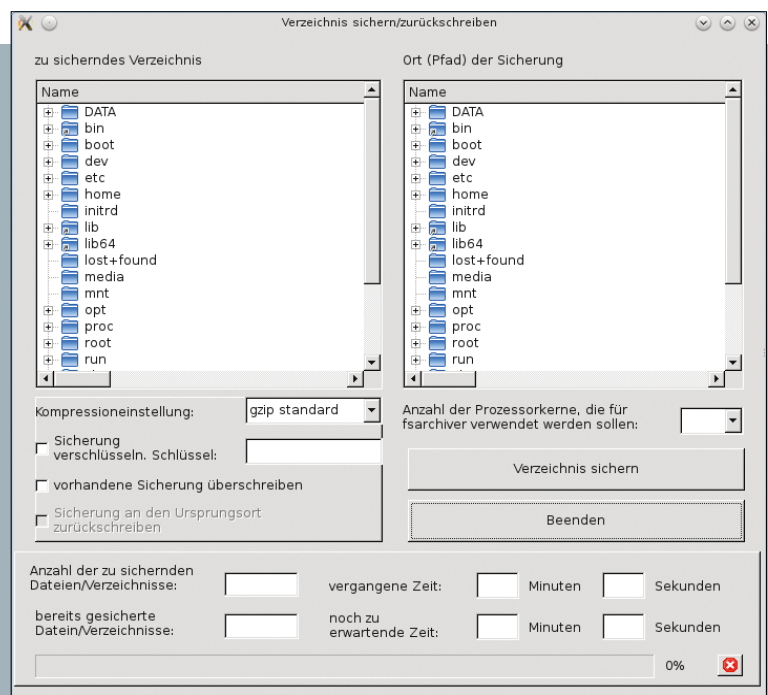 Verzeichnis sichern/zurückschreiben
zu sicherndes Verzeichnis
Name
DATA
bin
boot
dev
etc
home
initrd
lib
lib64
lost+found
media
mnt
opt
proc
root
run
Ort (Pfad) der Sicherung
Name
DATA
bin
boot
dev
etc
home
initrd
lib
lib64
lost+found
media
mnt
opt
proc
root
run
Kompressioneinstellung:
gzip standard
Sicherung
verschlüsseln. Schlüssel:
vorhandene Sicherung überschreiben
Sicherung an den Ursprungsort
zurückschreiben
Anzahl der Prozessorkerne, die für
fsarchiver verwendet werden sollen:
Verzeichnis sichern
Beenden
Anzahl der zu sichernden
Dateien/Verzeichnisse:
vergangene Zeit:
Minuten
Sekunden
bereits gesicherte
Datein/Verzeichnisse:
noch zu
erwartende Zeit:
Minuten
Sekunden
0%